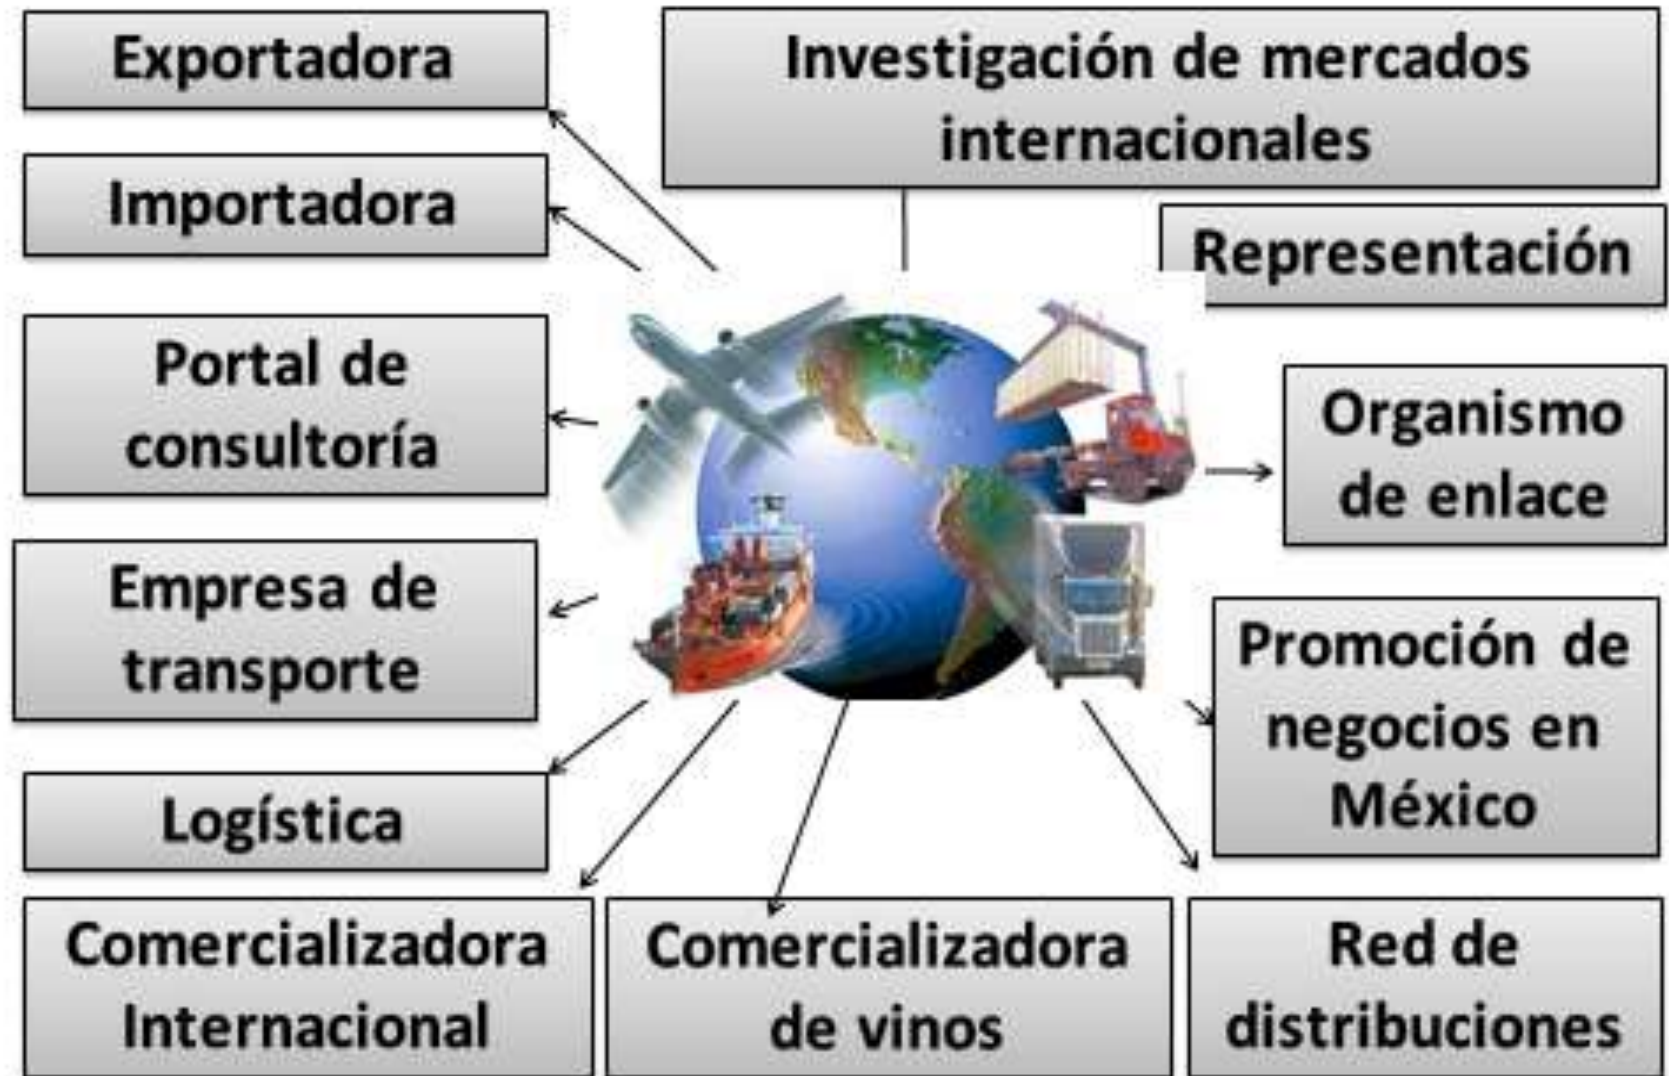 Exportadora
Investigación de mercados
internacionales
Importadora
Representación
Portal de
consultoría
Organismo
de enlace
Empresa de
transporte
Promoción de
negocios en
México
Logística
Comercializadora
Internacional
Comercializadora
de vinos
Red de
distribuciones